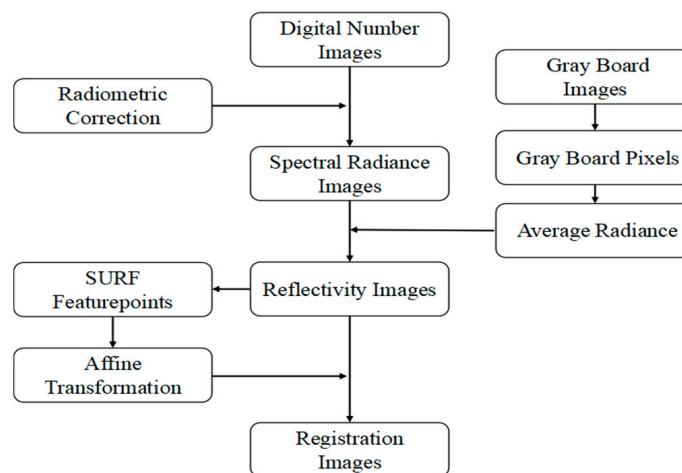 Digital Number
Images
Gray Board
Images
Radiometric
Correction
Gray Board Pixels
Spectral Radiance
Images
Average Radiance
SURF
Featurepoints
Reflectivity Images
Affine
Transformation
Registration
Images